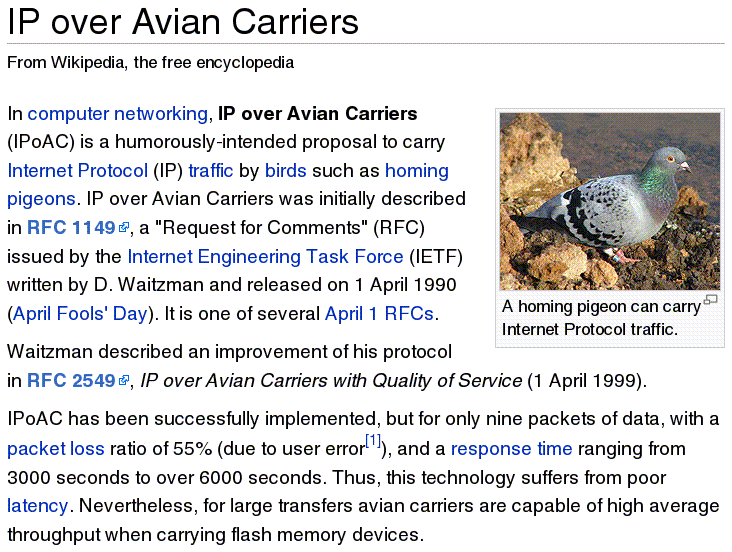 IP over Avian Carriers
From Wikipedia, the free encyclopedia
In computer networking, IP over Avian Carriers
(IPoAC) is a humorously-intended proposal to carry
Internet Protocol (IP) traffic by birds such as homing
pigeons. IP over Avian Carriers was initially described
in RFC 1149, a "Request for Comments" (RFC)
issued by the Internet Engineering Task Force (IETF)
written by D. Waitzman and released on 1 April 1990
(April Fools' Day). It is one of several April 1 RFCs.
A homing pigeon can carry
Internet Protocol traffic.
Waitzman described an improvement of his protocol
in RFC 2549, IP over Avian Carriers with Quality of Service (1 April 1999).
IPoAC has been successfully implemented, but for only nine packets of data, with a
packet loss ratio of 55% (due to user error[1]), and a response time ranging from
3000 seconds to over 6000 seconds. Thus, this technology suffers from poor
latency. Nevertheless, for large transfers avian carriers are capable of high average
throughput when carrying flash memory devices.